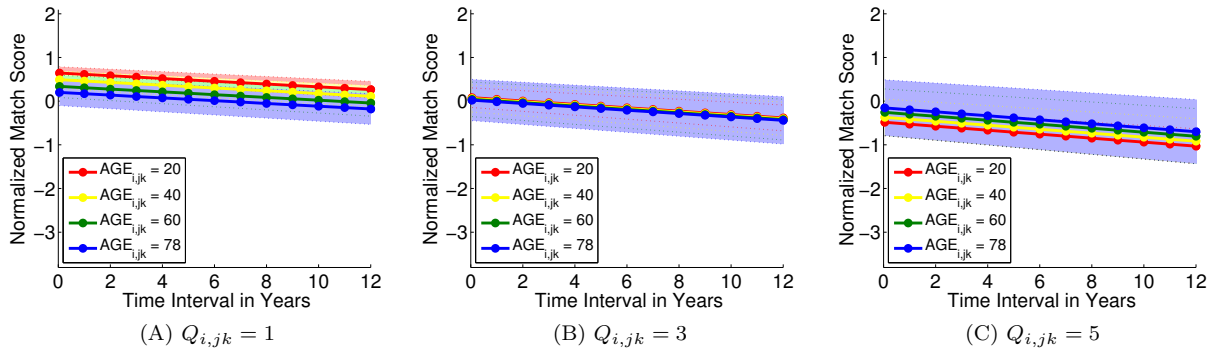 2
1
0
−1
−2
−3
Normalized Match Score
AGE_{i,jk} = 20
AGE_{i,jk} = 40
AGE_{i,jk} = 60
AGE_{i,jk} = 78
0 2 4 6 8 10 12
Time Interval in Years
(A) Q_{i,jk} = 1
2
1
0
−1
−2
−3
Normalized Match Score
AGE_{i,jk} = 20
AGE_{i,jk} = 40
AGE_{i,jk} = 60
AGE_{i,jk} = 78
0 2 4 6 8 10 12
Time Interval in Years
(B) Q_{i,jk} = 3
2
1
0
−1
−2
−3
Normalized Match Score
AGE_{i,jk} = 20
AGE_{i,jk} = 40
AGE_{i,jk} = 60
AGE_{i,jk} = 78
0 2 4 6 8 10 12
Time Interval in Years
(C) Q_{i,jk} = 5